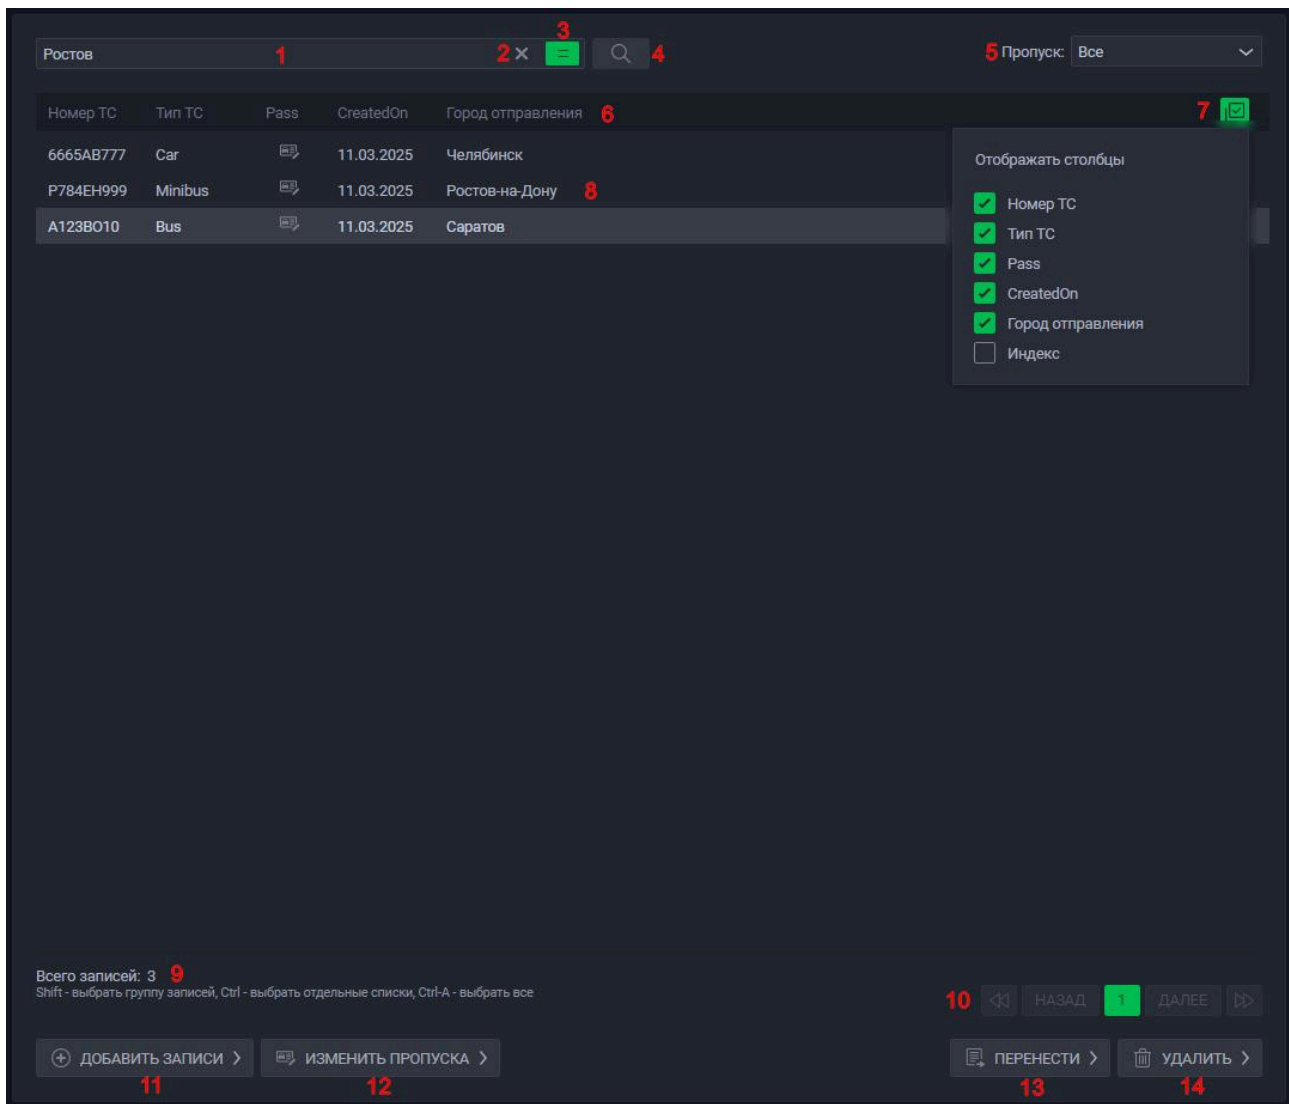 3
Ростов 1 2 = 4 5 Пропуск: Все
Номер ТС Тип ТС Pass CreatedOn Город отправления 6 7
6665АВ777 Car 11.03.2025 Челябинск
Р784ЕН999 Minibus 11.03.2025 Ростов-на-Дону 8
А123ВО10 Bus 11.03.2025 Саратов
Отображать столбцы
Номер ТС
Тип ТС
Pass
CreatedOn
Город отправления
Индекс
Всего записей: 3 9
Shift - выбрать группу записей, Ctrl - выбрать отдельные списки, Ctrl-A - выбрать все
10 НАЗАД 1 ДАЛЕЕ
ДОБАВИТЬ ЗАПИСИ ИЗМЕНИТЬ ПРОПУСКА ПЕРЕНЕСТИ УДАЛИТЬ
11 12 13 14